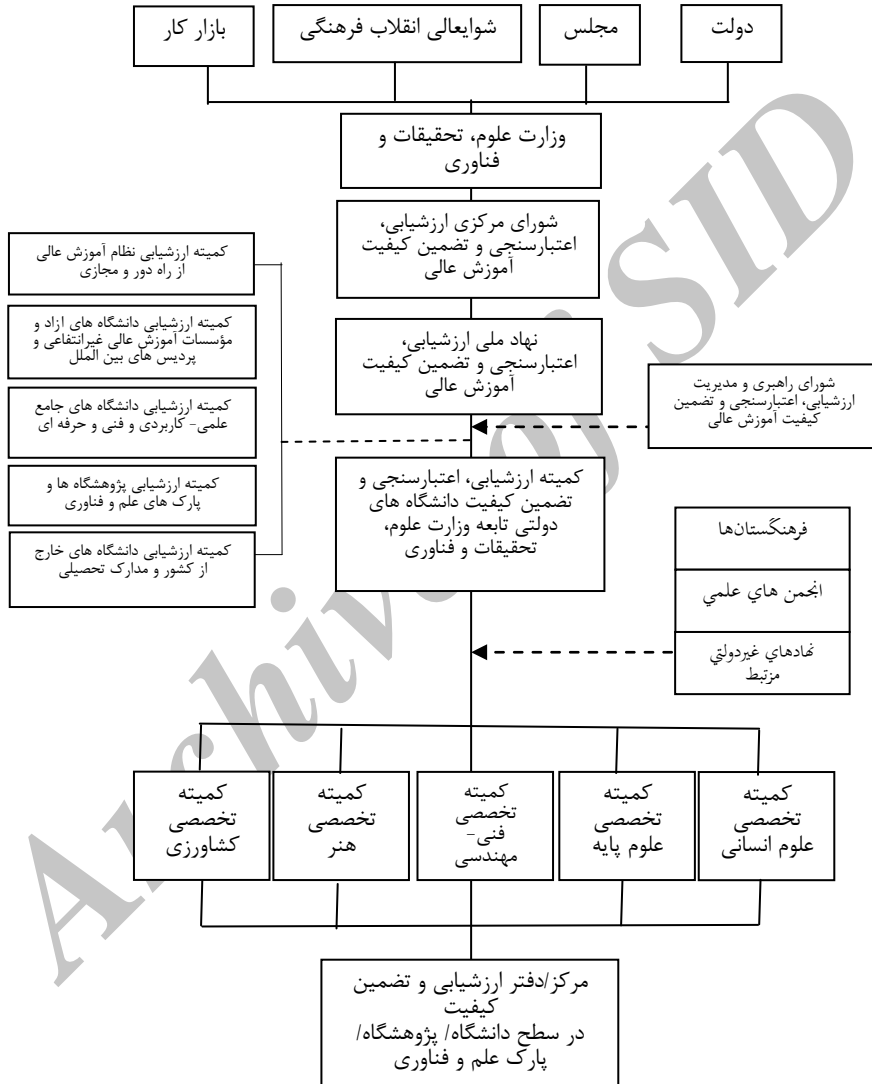 دولت
مجلس
شوایعالی انقلاب فرهنگی
بازار کار
وزارت علوم، تحقیقات و
فناوری
شورای مرکزی ارزشیابی،
اعتبارسنجی و تضمین کیفیت
آموزش عالی
نهاد ملی ارزشیابی،
اعتبارسنجی و تضمین کیفیت
آموزش عالی
شورای راهبری و مدیریت
ارزشیابی، اعتبارسنجی و تضمین
کیفیت آموزش عالی
کمیته ارزشیابی نظام آموزش عالی
از راه دور و مجازی
کمیته ارزشیابی دانشگاه های ازاد و
مؤسسات آموزش عالی غیرانتفاعی و
پردیس های بین الملل
کمیته ارزشیابی دانشگاه های جامع
علمی- کاربردی و فنی و حرفه ای
کمیته ارزشیابی پژوهشگاه ها و
پارک های علم و فناوری
کمیته ارزشیابی دانشگاه های خارج
از کشور و مدارک تحصیلی
کمیته ارزشیابی، اعتبارسنجی و
تضمین کیفیت دانشگاه های
دولتی تابعه وزارت علوم،
تحقیقات و فناوری
فرهنگستان‌ها
انجمن هاي علمي
نهادهاي غیردولتي
مرتبط
کمیته
تخصصی
علوم انسانی
کمیته
تخصصی
علوم پایه
کمیته
تخصصی
فنی-
مهندسی
کمیته
تخصصی
هنر
کمیته
تخصصی
کشاورزی
مرکز/دفتر ارزشیابی و تضمین
کیفیت
در سطح دانشگاه/ پژوهشگاه/
پارک علم و فناوری
Archive of SID